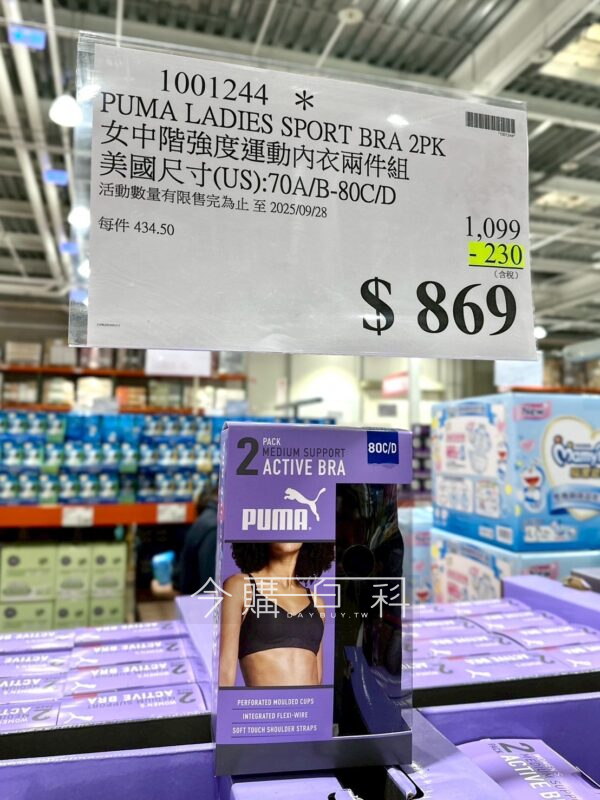 1001244 *
PUMA LADIES SPORT BRA 2PK
女中階強度運動內衣兩件組
美國尺寸(US):70A/B-80C/D
活動數量有限售完為止 至 2025/09/28
每件 434.50
1,099
- 230
(含稅)
$ 869
2 PACK
MEDIUM SUPPORT
ACTIVE BRA
80C/D
PUMA
今購百科
DAYBUY.TW
PERFORATED MOULDED CUPS
INTEGRATED FLEXI-WIRE
SOFT TOUCH SHOULDER STRAPS
2 ACTIVE BRA